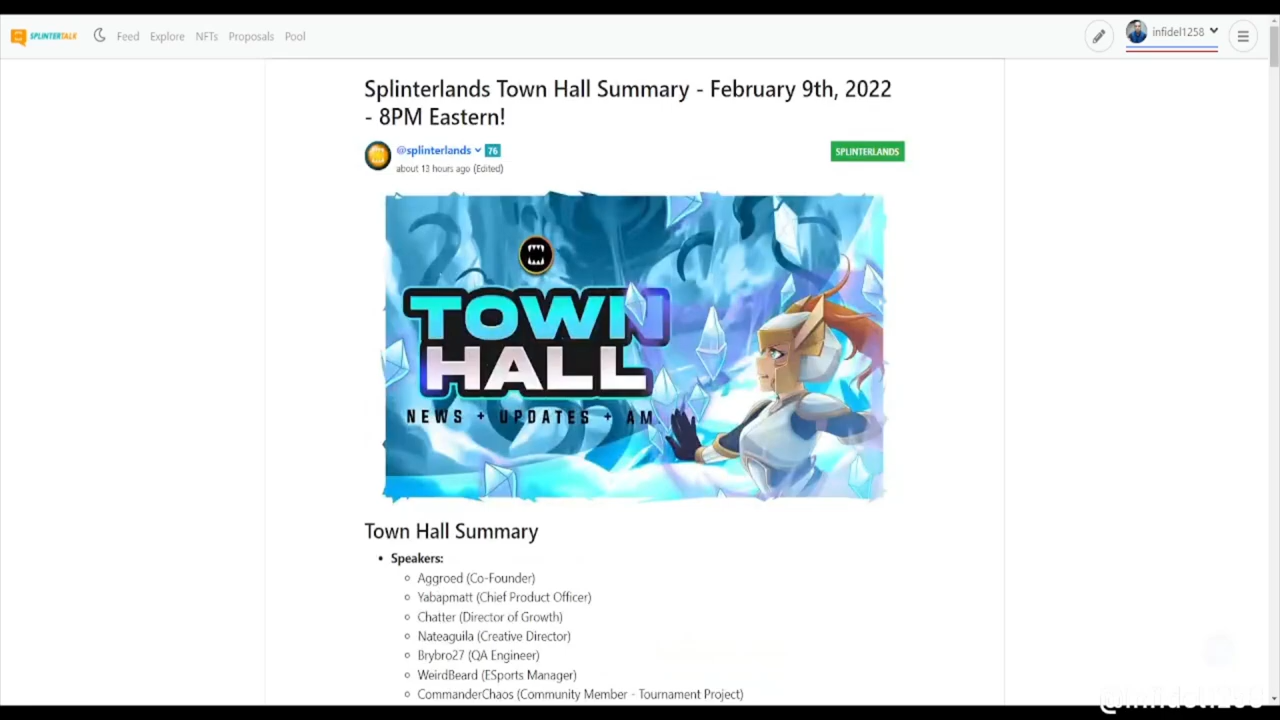 SPLINTERTALK
Feed Explore NFTs Proposals Pool
infidel1258
Splinterlands Town Hall Summary - February 9th, 2022
- 8PM Eastern!
@splinterlands 76
SPLINTERLANDS
about 13 hours ago (Edited)
TOWN
HALL
NEWS + UPDATES + AM
Town Hall Summary
• Speakers:
Aggroed (Co-Founder)
Yabapmatt (Chief Product Officer)
Chatter (Director of Growth)
Nateaguila (Creative Director)
Brybro27 (QA Engineer)
WeirdBeard (ESports Manager)
CommanderChaos (Community Member - Tournament Project)
@infidel1258